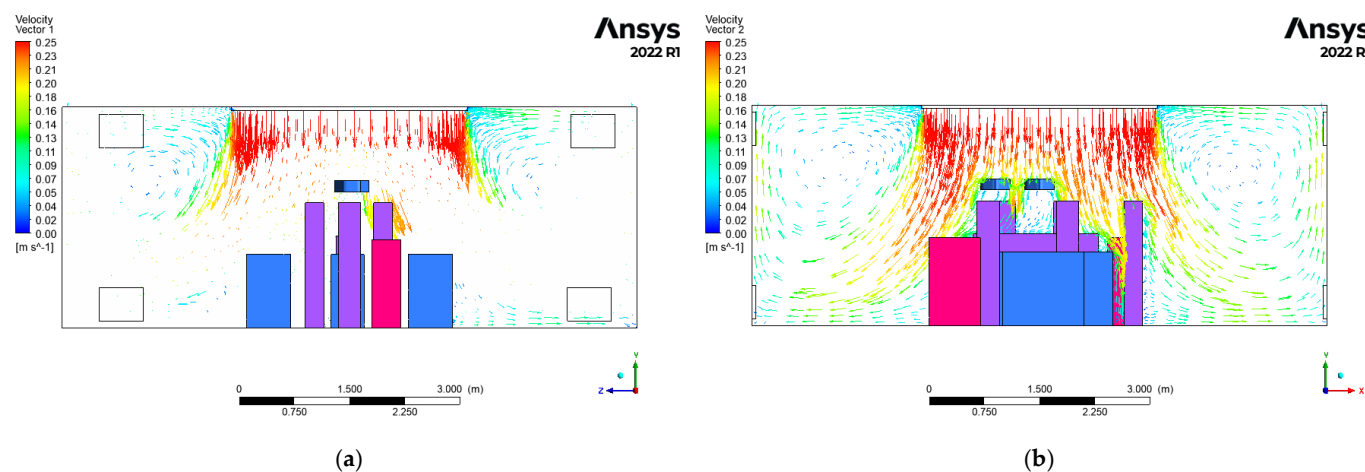 Velocity
Vector 1
0.25
0.23
0.21
0.20
0.18
0.16
0.14
0.13
0.11
0.09
0.07
0.05
0.04
0.02
0.00
[m s^-1]
Ansys
2022 R1
0 1.500 3.000 (m)
0.750 2.250
Y
Z
(a)
Velocity
Vector 2
0.25
0.23
0.21
0.20
0.18
0.16
0.14
0.13
0.11
0.09
0.07
0.05
0.04
0.02
0.00
[m s^-1]
Ansys
2022 R
0 1.500 3.000 (m)
0.750 2.250
Y
X
(b)